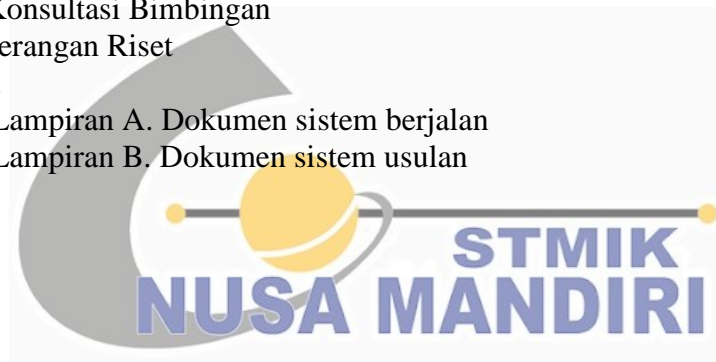 Konsultasi Bimbingan
erangan Riset
Lampiran A. Dokumen sistem berjalan
Lampiran B. Dokumen sistem usulan
STMIK
NUSA MANDIRI